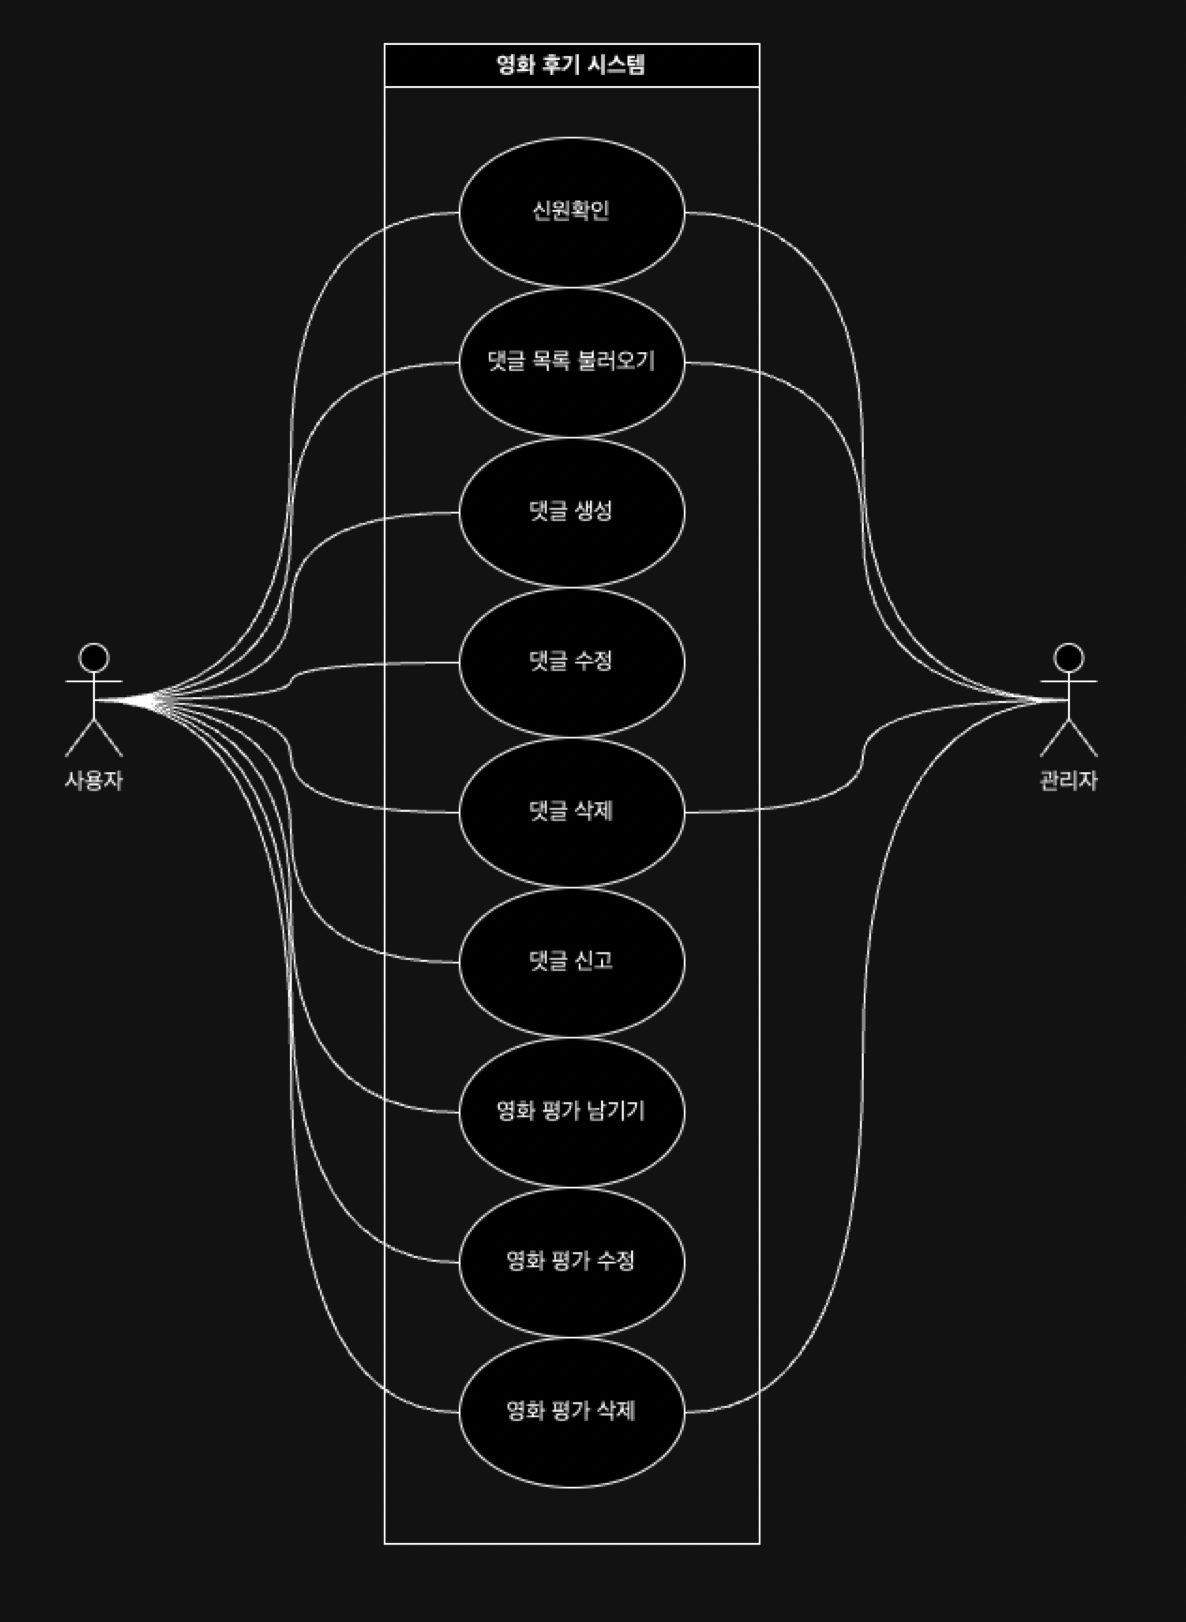 영화 후기 시스템
신원확인
댓글 목록 불러오기
댓글 생성
댓글 수정
사용자
관리자
댓글 삭제
댓글 신고
영화 평가 남기기
영화 평가 수정
영화 평가 삭제